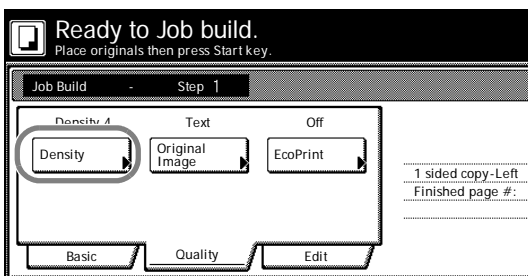 Ready to Job build.
Place originals then press Start key.
Job Build - Step 1
Density 4 Text Off
Density
Original
Image
EcoPrint
1 sided copy-Left
Finished page #:
Basic Quality Edit